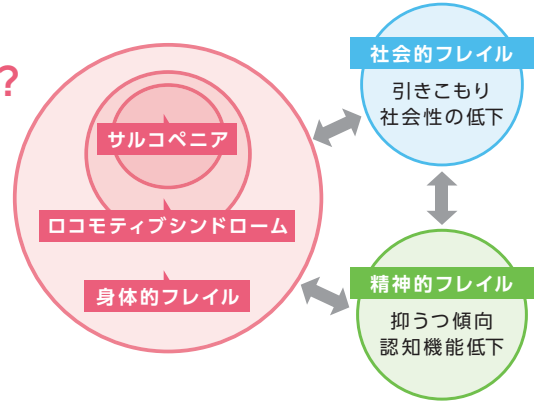 ?
サルコペニア
ロコモティブシンドローム
身体的フレイル
社会的フレイル
引きこもり
社会性の低下
精神的フレイル
抑うつ傾向
認知機能低下